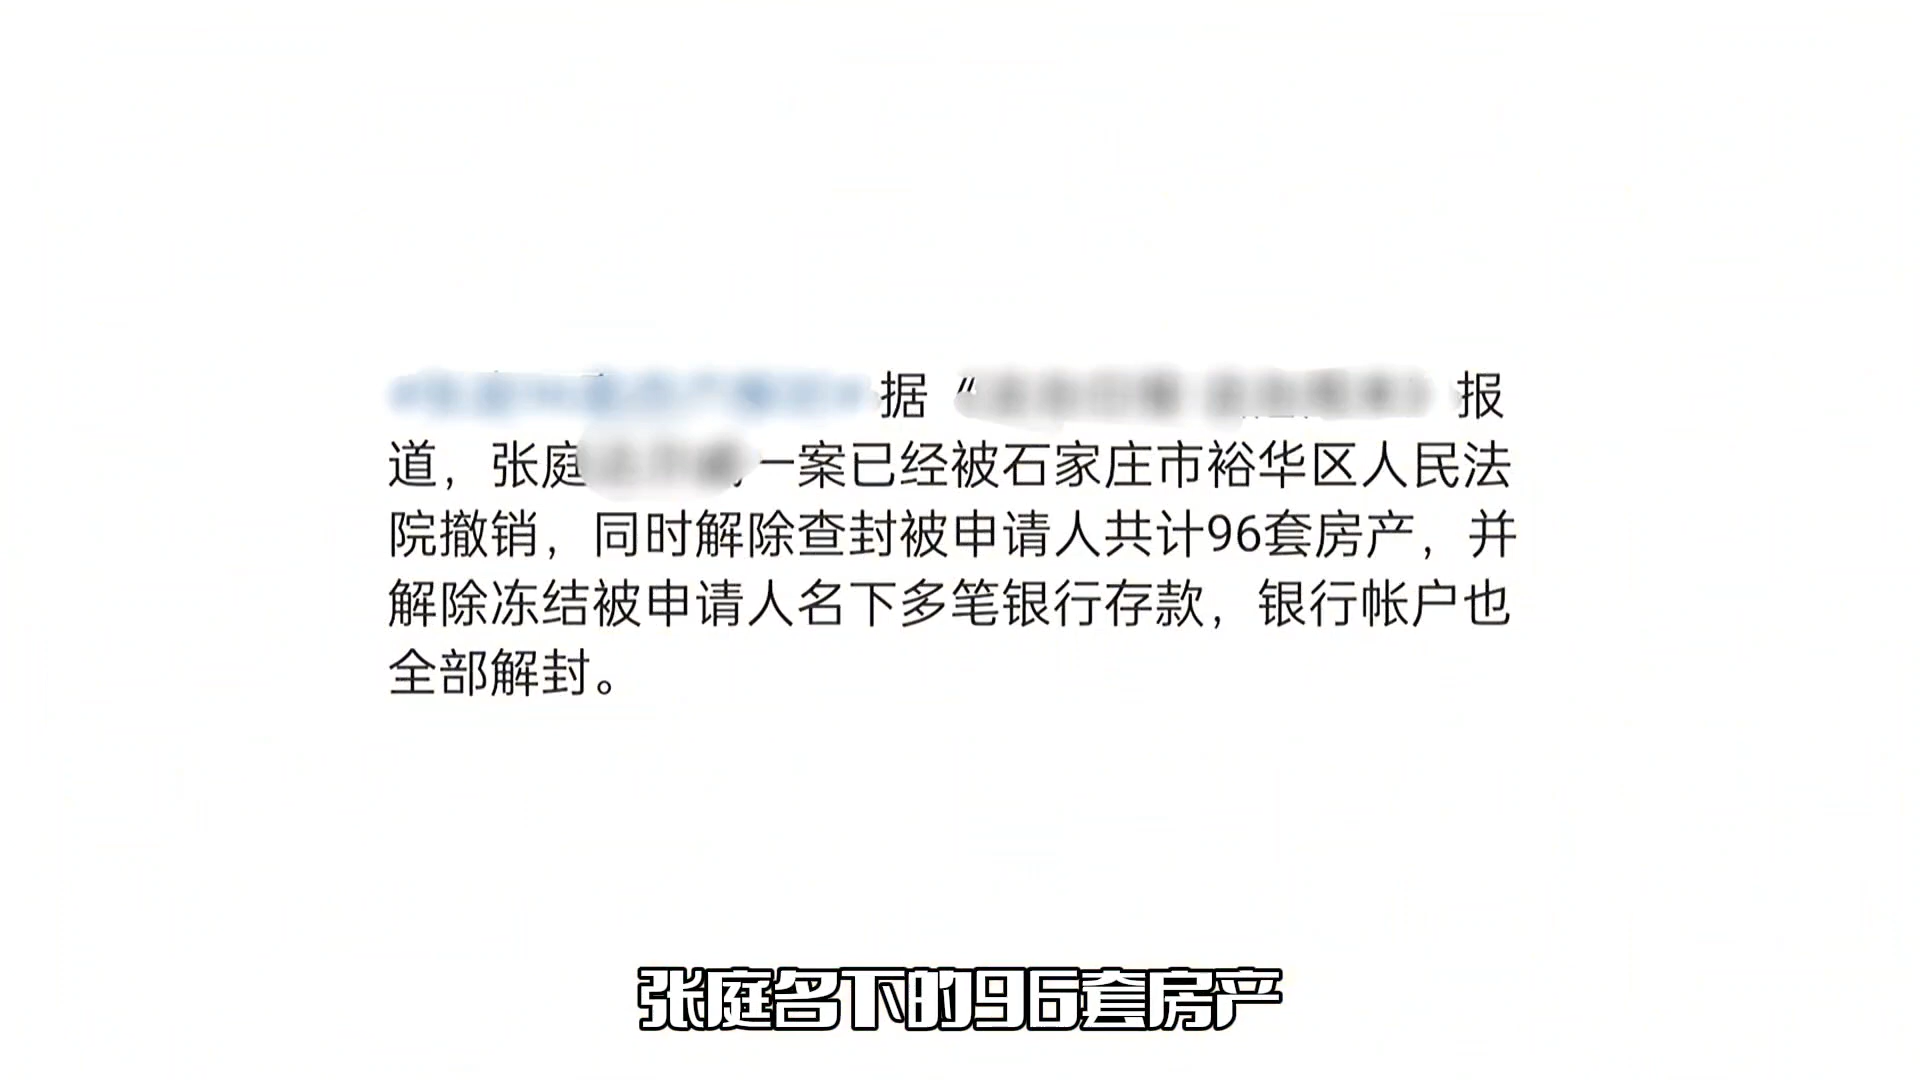 据“ 报
道，张庭 一案已经被石家庄市裕华区人民法
院撤销，同时解除查封被申请人共计96套房产，并
解除冻结被申请人名下多笔银行存款，银行帐户也
全部解封。
张庭名下的96套房产